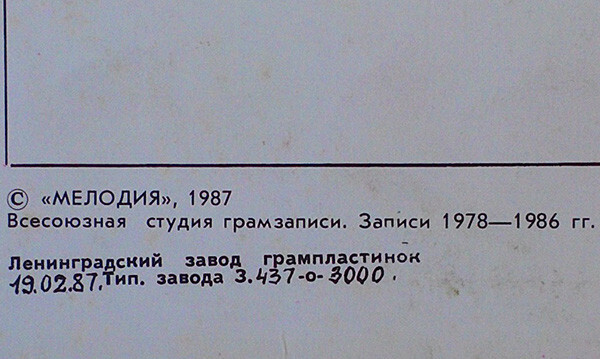 © «МЕЛОДИЯ», 1987
Всесоюзная студия грамзаписи. Записи 1978—1986 гг.
Ленинградский завод грампластинок
19.02.87. Тип. завода З.437-о-3000.